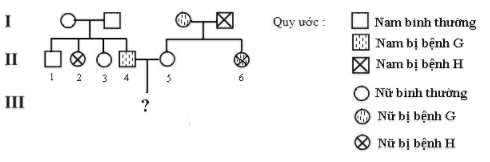 I
II
III
1 2 3 4 5 6
?
Quy ước :
Nam bình thường
Nam bị bệnh G
Nam bị bệnh H
Nữ bình thường
Nữ bị bệnh G
Nữ bị bệnh H